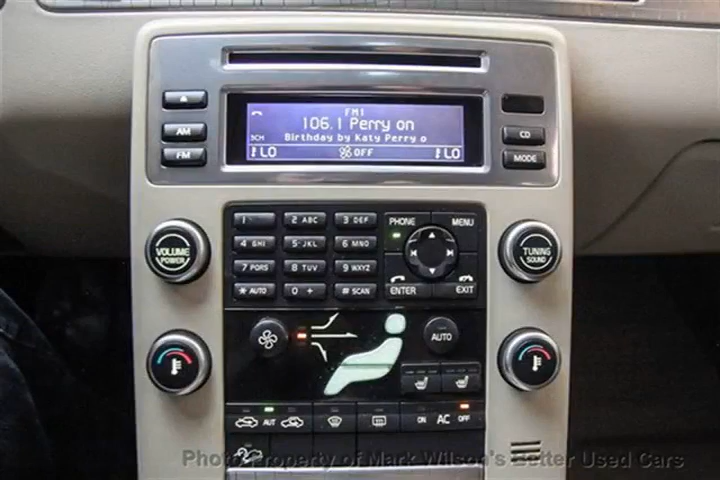 FM1
106.1 Perry on
3CH Birthday by Katy Perry o
LO OFF LO
AM CD
FM MODE
1 2 ABC 3 DEF PHONE MENU
4 GHI 5 JKL 6 MNO
VOLUME POWER TUNING SOUND
7 PQRS 8 TUV 9 WXYZ
* AUTO 0 + # SCAN ENTER EXIT
AUTO
AUT ON AC OFF
Photo Property of Mark Wilson's Better Used Cars